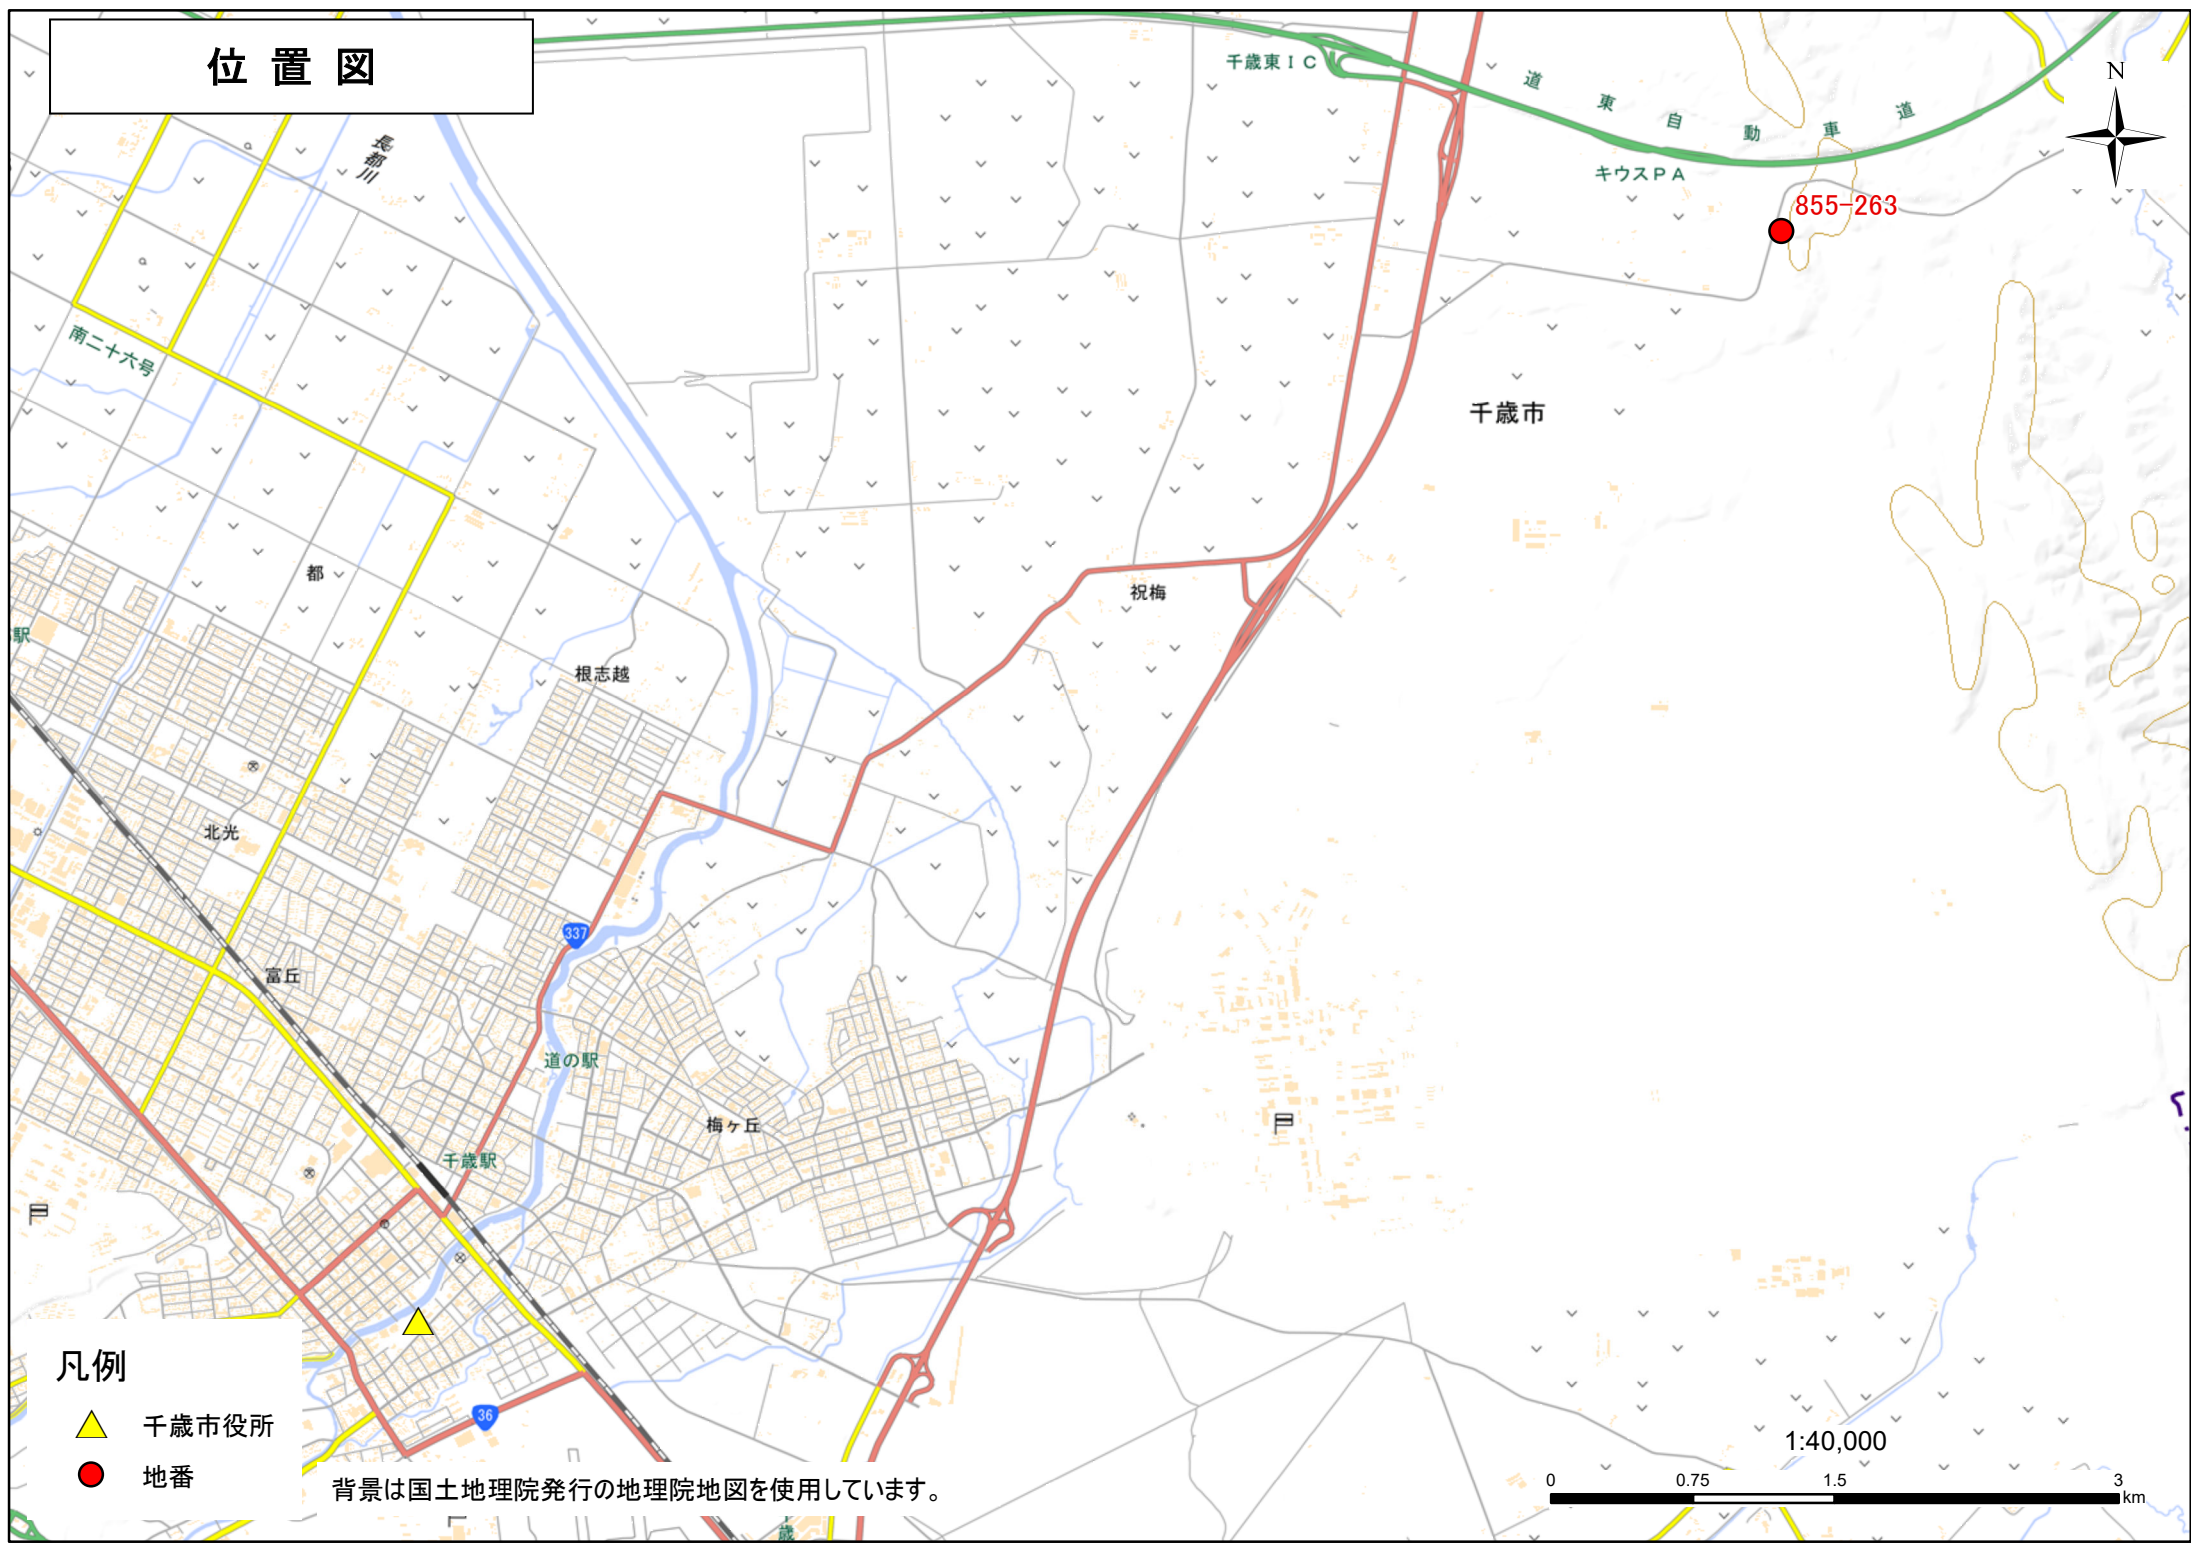 位置図
千歳東IC
道東自動車道
キウスPA
N
855-263
長都川
南二十六号
千歳市
都
祝梅
駅
根志越
北光
337
富丘
道の駅
梅ヶ丘
千歳駅
凡例
千歳市役所
地番
36
背景は国土地理院発行の地理院地図を使用しています。
歳
1:40,000
0 0.75 1.5 3
km